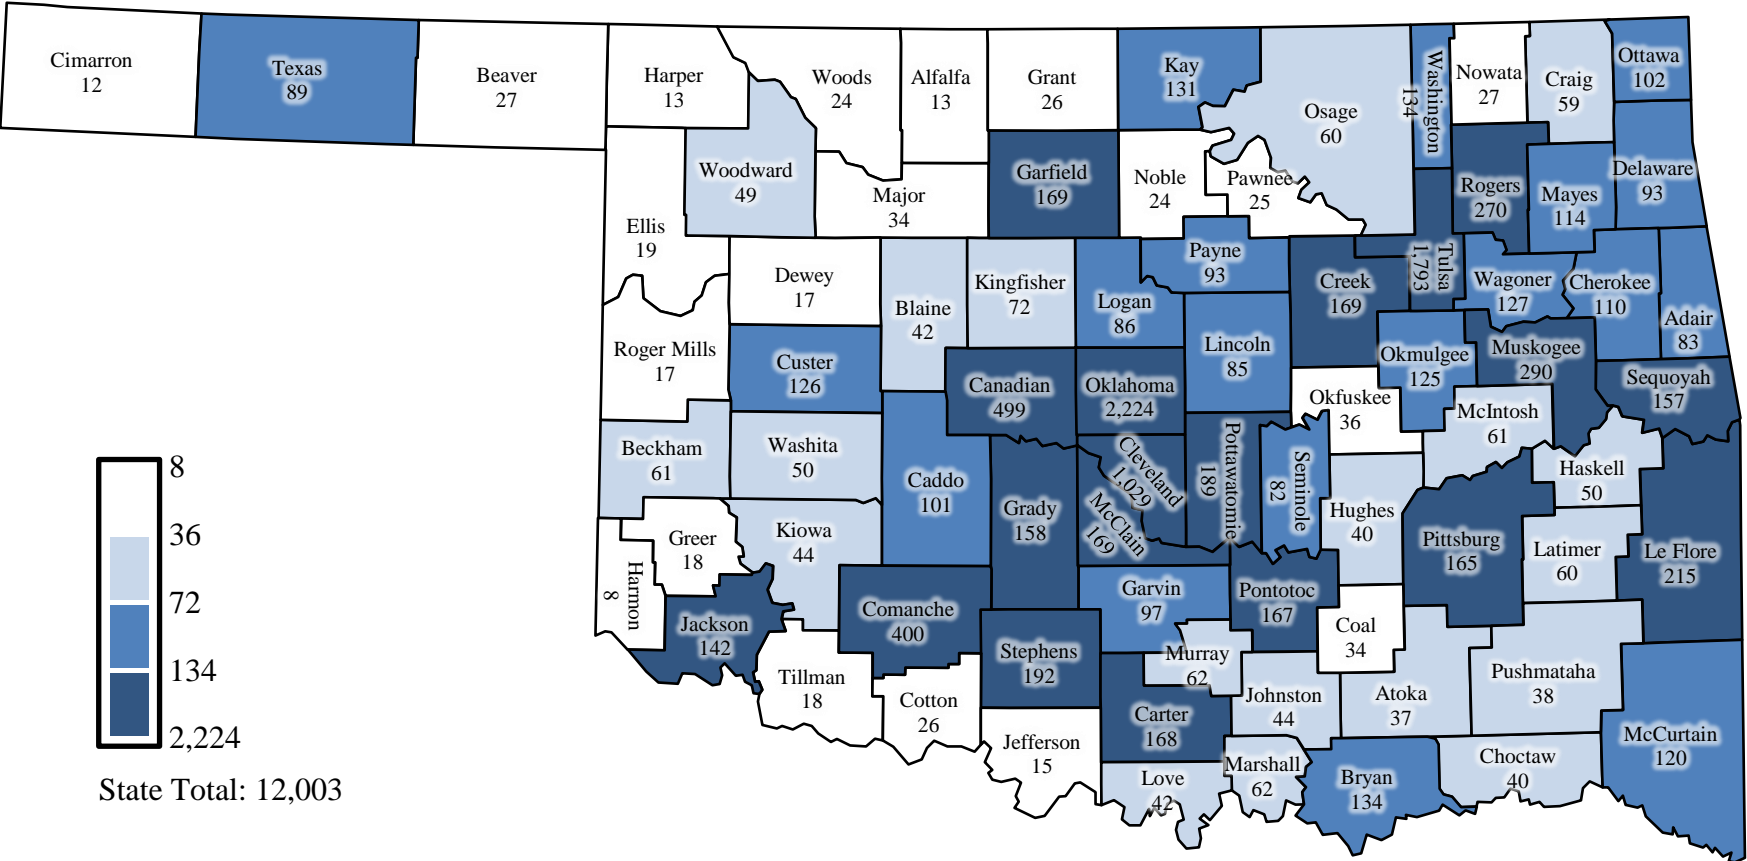 Cimarron
12
Texas
89
Beaver
27
Harper
13
Woods
24
Alfalfa
13
Grant
26
Kay
131
Osage
60
Washington
134
Nowata
27
Craig
59
Ottawa
102
Woodward
49
Ellis
19
Major
34
Garfield
169
Noble
24
Pawnee
25
Rogers
270
Mayes
114
Delaware
93
Dewey
17
Blaine
42
Kingfisher
72
Logan
86
Payne
93
Creek
169
Tulsa
1,793
Wagoner
127
Cherokee
110
Adair
83
Roger Mills
17
Custer
126
Canadian
499
Oklahoma
2,224
Lincoln
85
Okfuskee
36
Okmulgee
125
Muskogee
290
Sequoyah
157
McIntosh
61
Beckham
61
Washita
50
Caddo
101
Grady
158
Cleveland
1,029
McClain
169
Pottawatomie
189
Seminole
82
Hughes
40
Haskell
50
Pittsburg
165
Latimer
60
Le Flore
215
Greer
18
Kiowa
44
Harmon
8
Jackson
142
Comanche
400
Stephens
192
Garvin
97
Pontotoc
167
Coal
34
Murray
62
Johnston
44
Atoka
37
Pushmataha
38
Tillman
18
Cotton
26
Jefferson
15
Carter
168
Love
42
Marshall
62
Bryan
134
Choctaw
40
McCurtain
120
8
36
72
134
2,224
State Total: 12,003